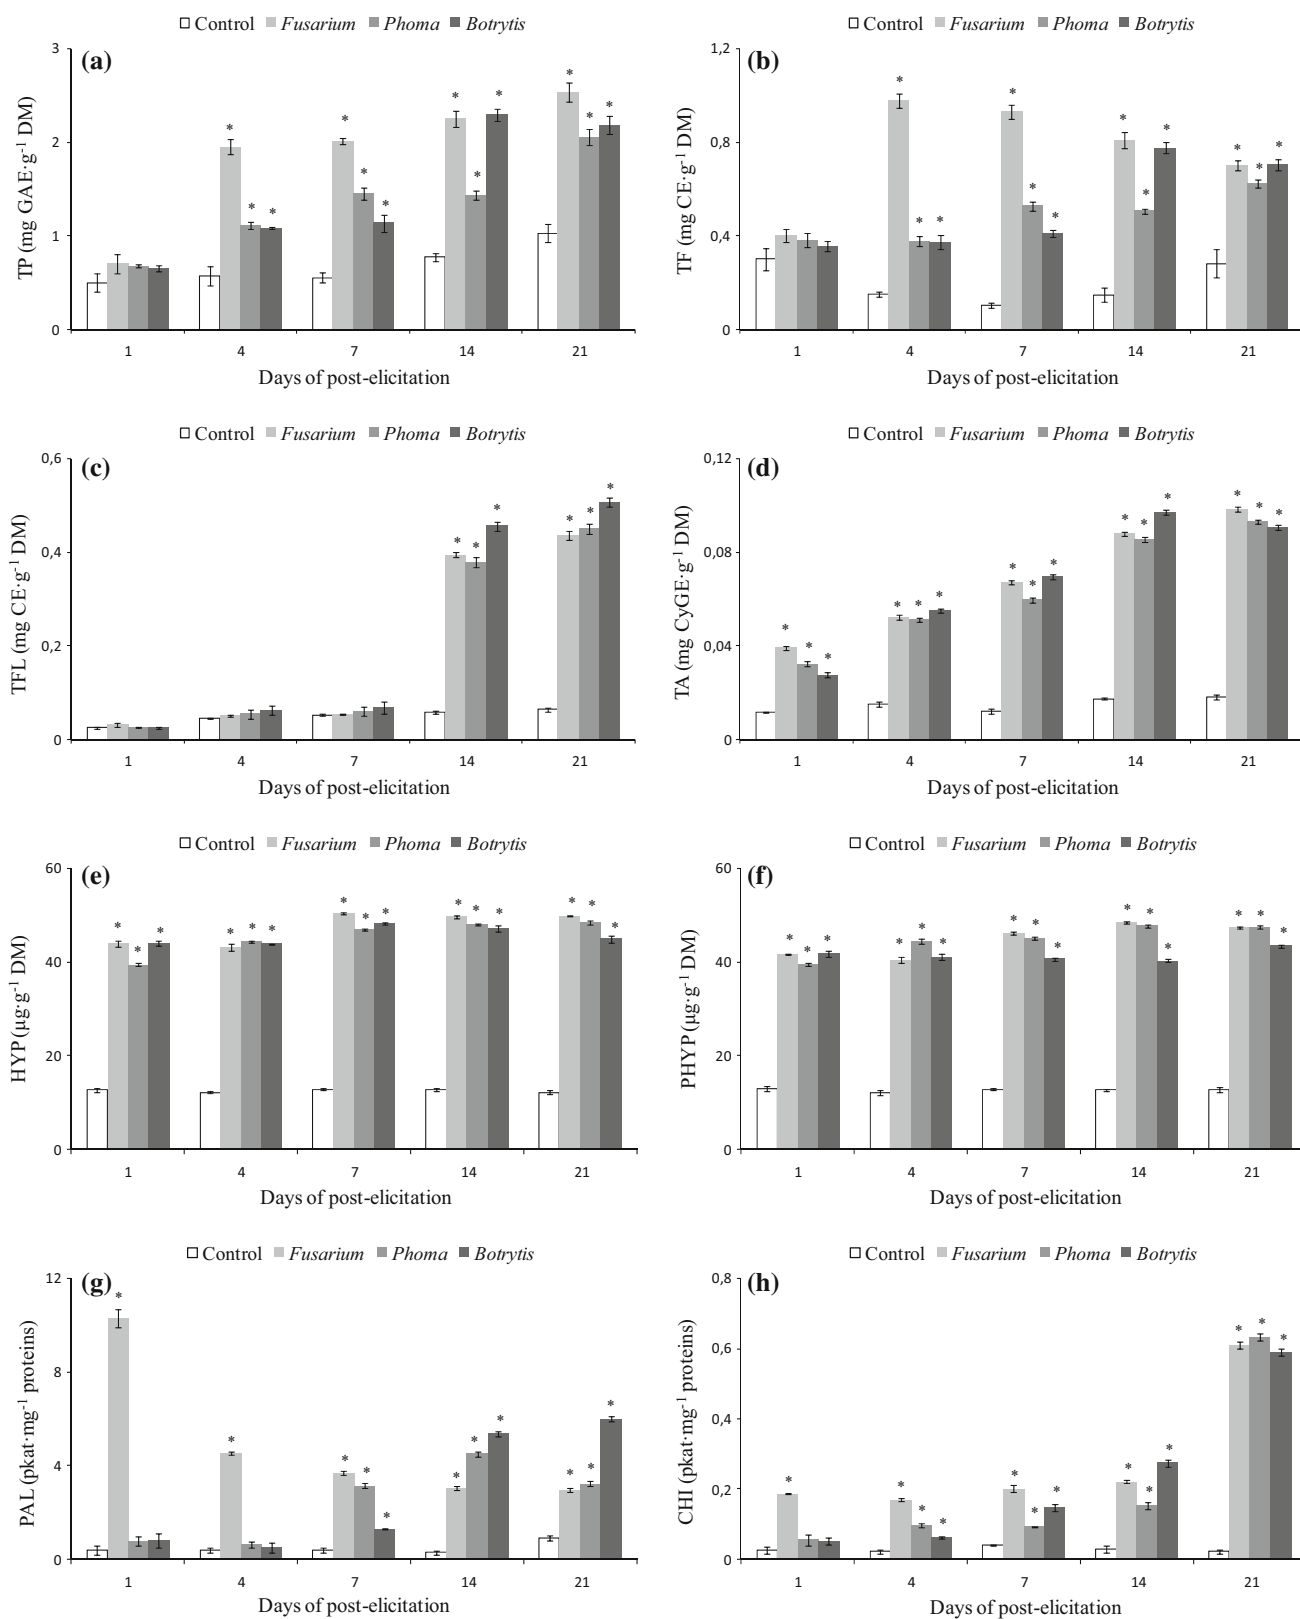 Control Fusarium Phoma Botrytis
(a)
TP (mg GAE·g-1 DM)
3
2
1
0
1 4 7 14 21
Days of post-elicitation
Control Fusarium Phoma Botrytis
(b)
TF (mg CE·g-1 DM)
1,2
0,8
0,4
0
1 4 7 14 21
Days of post-elicitation
Control Fusarium Phoma Botrytis
(c)
TFL (mg CE·g-1 DM)
0,6
0,4
0,2
0
1 4 7 14 21
Days of post-elicitation
Control Fusarium Phoma Botrytis
(d)
TA (mg CyGE·g-1 DM)
0,12
0,08
0,04
0
1 4 7 14 21
Days of post-elicitation
Control Fusarium Phoma Botrytis
(e)
HYP (µg·g-1 DM)
60
40
20
0
1 4 7 14 21
Days of post-elicitation
Control Fusarium Phoma Botrytis
(f)
PHYP (µg·g-1 DM)
60
40
20
0
1 4 7 14 21
Days of post-elicitation
Control Fusarium Phoma Botrytis
(g)
PAL (pkat·mg-1 proteins)
12
8
4
0
1 4 7 14 21
Days of post-elicitation
Control Fusarium Phoma Botrytis
(h)
CHI (pkat·mg-1 proteins)
0,8
0,6
0,4
0,2
0
1 4 7 14 21
Days of post-elicitation